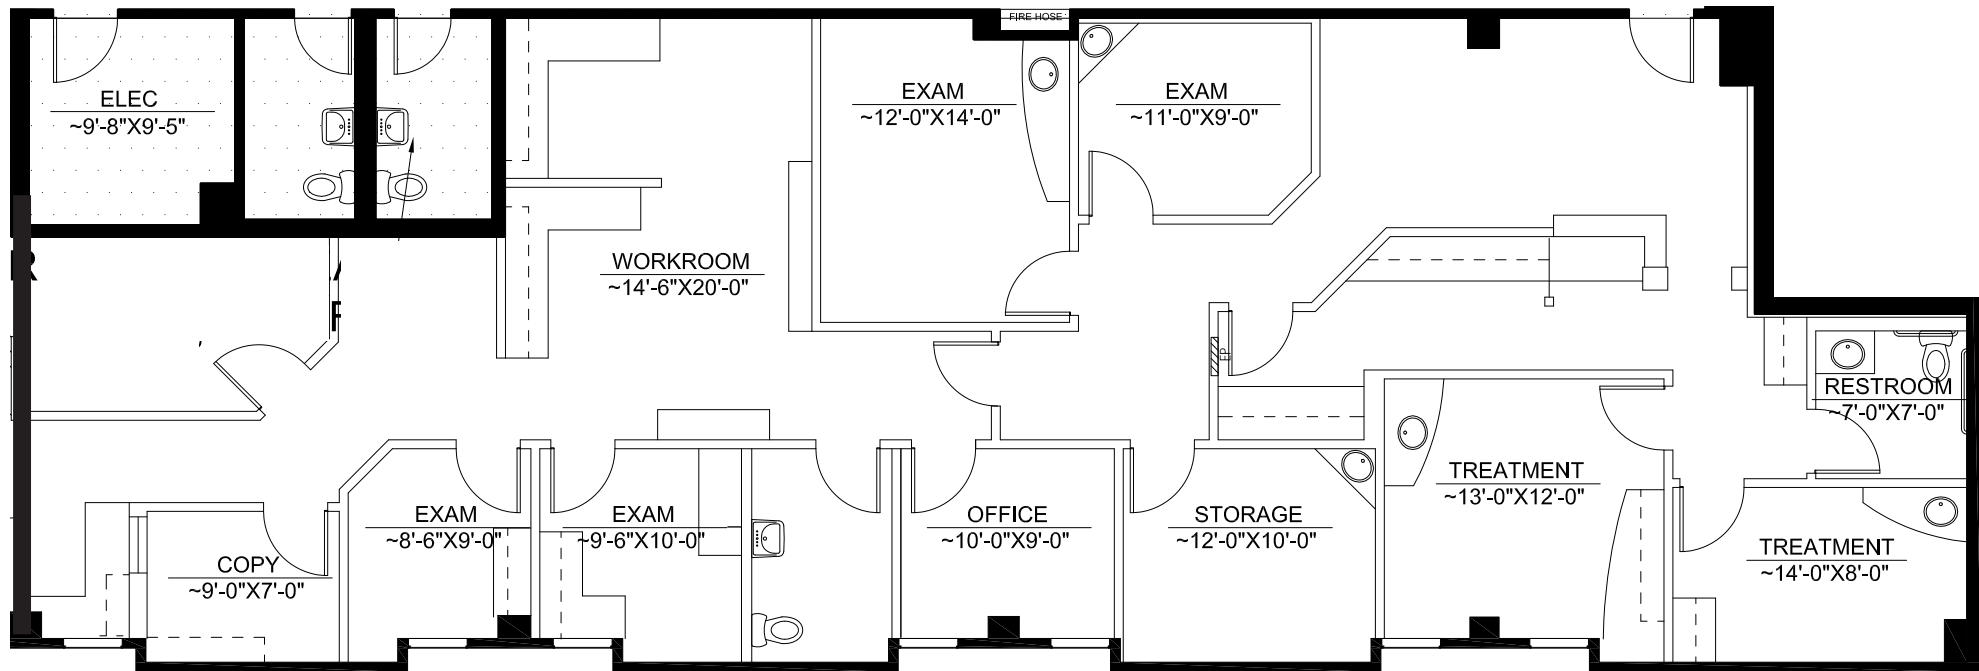 FIRE HOSE
ELEC
~9'-8"X9'-5"
EXAM
~12'-0"X14'-0"
EXAM
~11'-0"X9'-0"
WORKROOM
~14'-6"X20'-0"
EP
RESTROOM
~7'-0"X7'-0"
TREATMENT
~13'-0"X12'-0"
EXAM
~8'-6"X9'-0"
EXAM
~9'-6"X10'-0"
OFFICE
~10'-0"X9'-0"
STORAGE
~12'-0"X10'-0"
COPY
~9'-0"X7'-0"
TREATMENT
~14'-0"X8'-0"